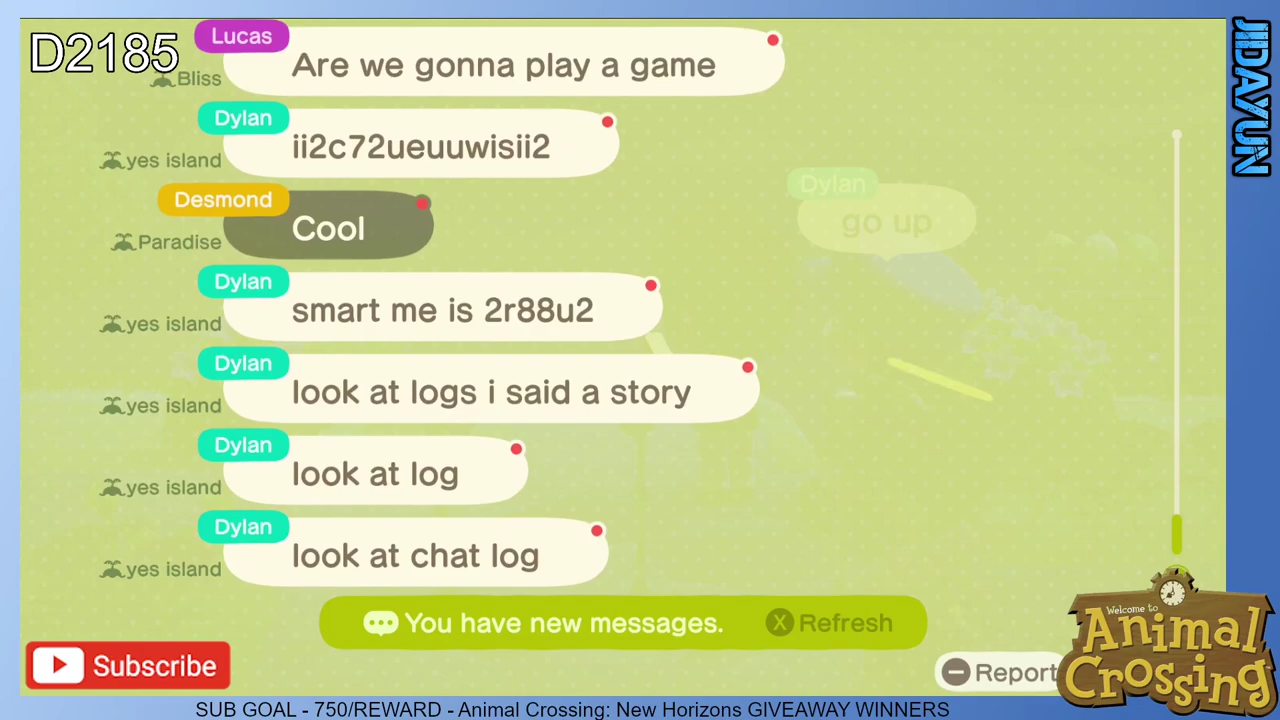 D2185
JIDAYUN
Lucas
Are we gonna play a game
Bliss
Dylan
ii2c72ueuuwisii2
yes island
Dylan
go up
Desmond
Cool
Paradise
Dylan
smart me is 2r88u2
yes island
Dylan
look at logs i said a story
yes island
Dylan
look at log
yes island
Dylan
look at chat log
yes island
You have new messages.
X Refresh
Subscribe
Report
Welcome to
Animal
Crossing
SUB GOAL - 750/REWARD - Animal Crossing: New Horizons GIVEAWAY WINNERS